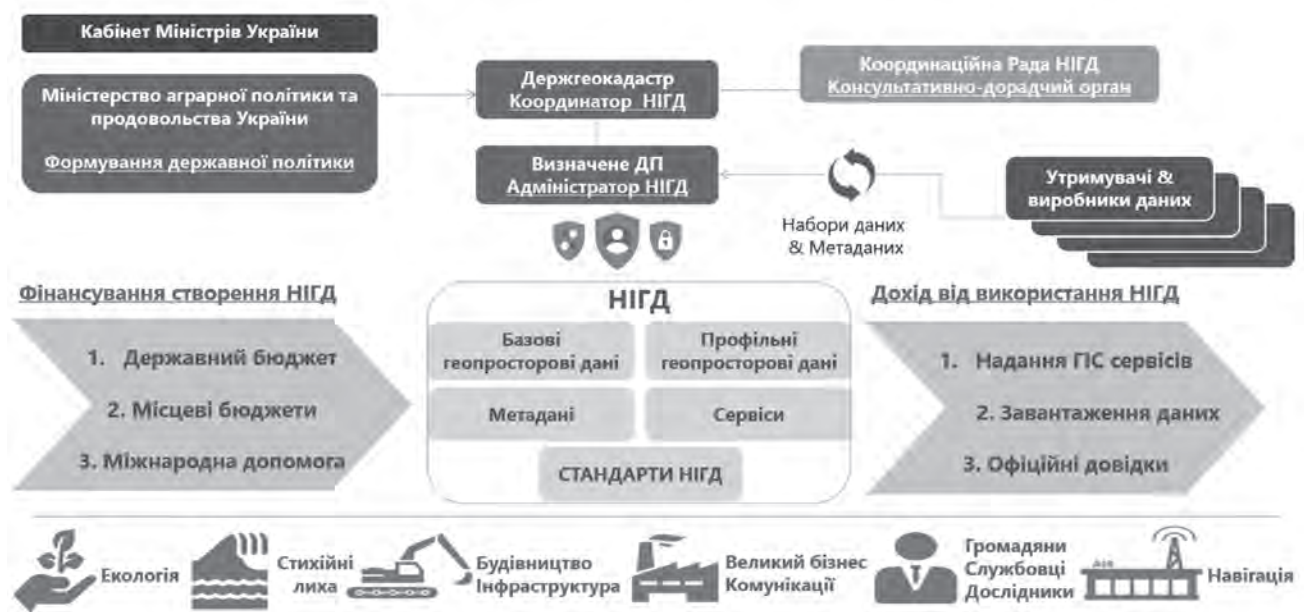 Кабінет Міністрів України
Міністерство аграрної політики та
продовольства України
Формування державної політики
Держгеокадастр
Координатор НІГД
Координаційна Рада НІГД
Консультативно-дорадчий орган
Визначене ДП
Адміністратор НІГД
Набори даних
& Метаданих
Утримувачі &
виробники даних
Фінансування створення НІГД
1. Державний бюджет
2. Місцеві бюджети
3. Міжнародна допомога
НІГД
Базові
геопросторові дані
Профільні
геопросторові дані
Метадані
Сервіси
СТАНДАРТИ НІГД
Дохід від використання НІГД
1. Надання ГІС сервісів
2. Завантаження даних
3. Офіційні довідки
Екологія
Стихійні
лиха
Будівництво
Інфраструктура
Великий бізнес
Комунікації
Громадяни
Службовці
Дослідники
Навігація